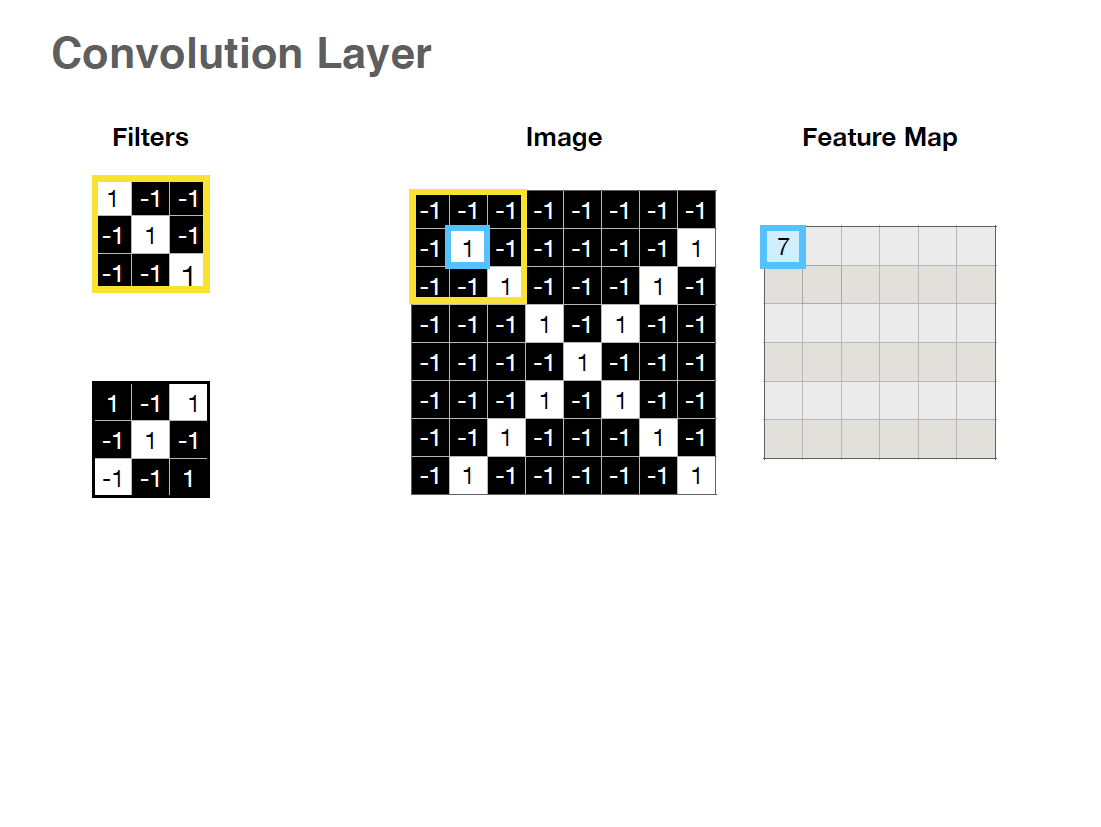 Convolution Layer
Filters
Image
Feature Map
1 -1 -1
-1 1 -1
-1 -1 1
1 -1 1
-1 1 -1
-1 -1 1
-1 -1 -1 -1 -1 -1 -1 -1
-1 1 -1 -1 -1 -1 -1 1
-1 -1 1 -1 -1 -1 1 -1
-1 -1 -1 1 -1 1 -1 -1
-1 -1 -1 -1 1 -1 -1 -1
-1 -1 -1 1 -1 1 -1 -1
-1 -1 1 -1 -1 -1 1 -1
-1 1 -1 -1 -1 -1 -1 1
7